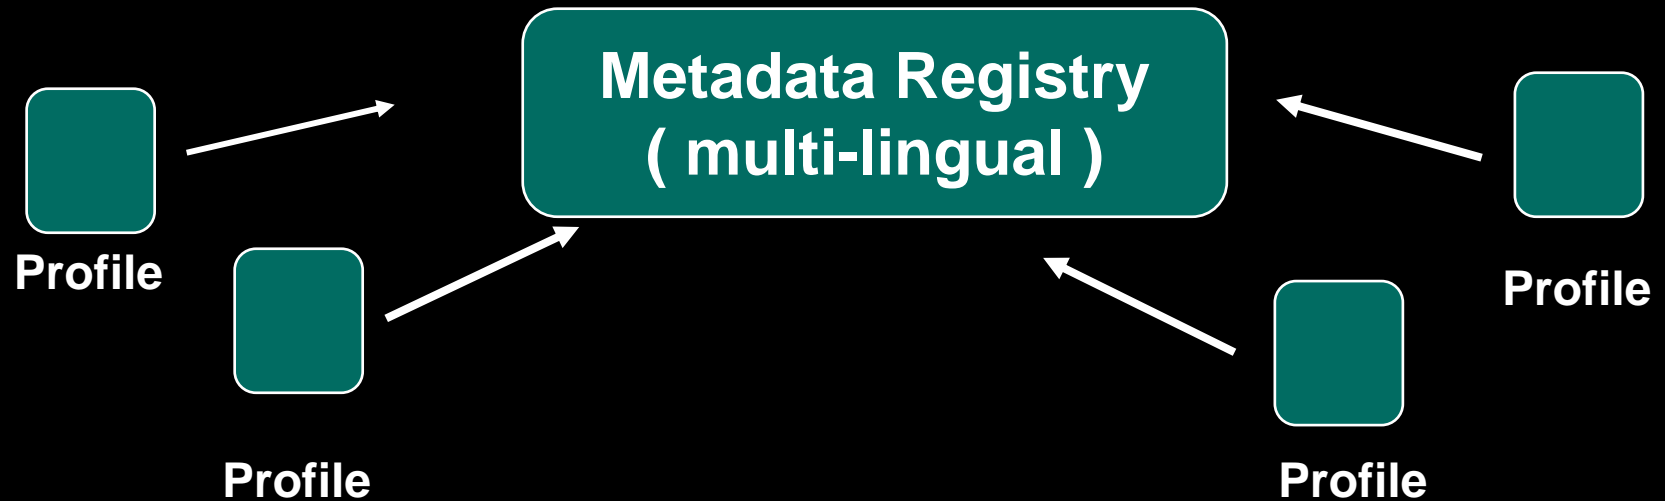 Metadata Registry
( multi-lingual )
Profile
Profile
Profile
Profile